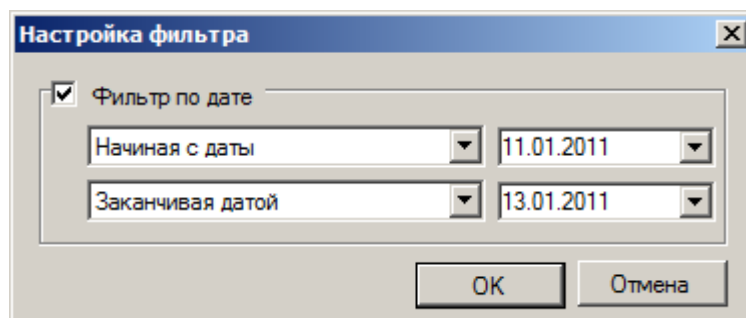 Настройка фильтра
Фильтр по дате
Начиная с даты 11.01.2011
Заканчивая датой 13.01.2011
OK Отмена